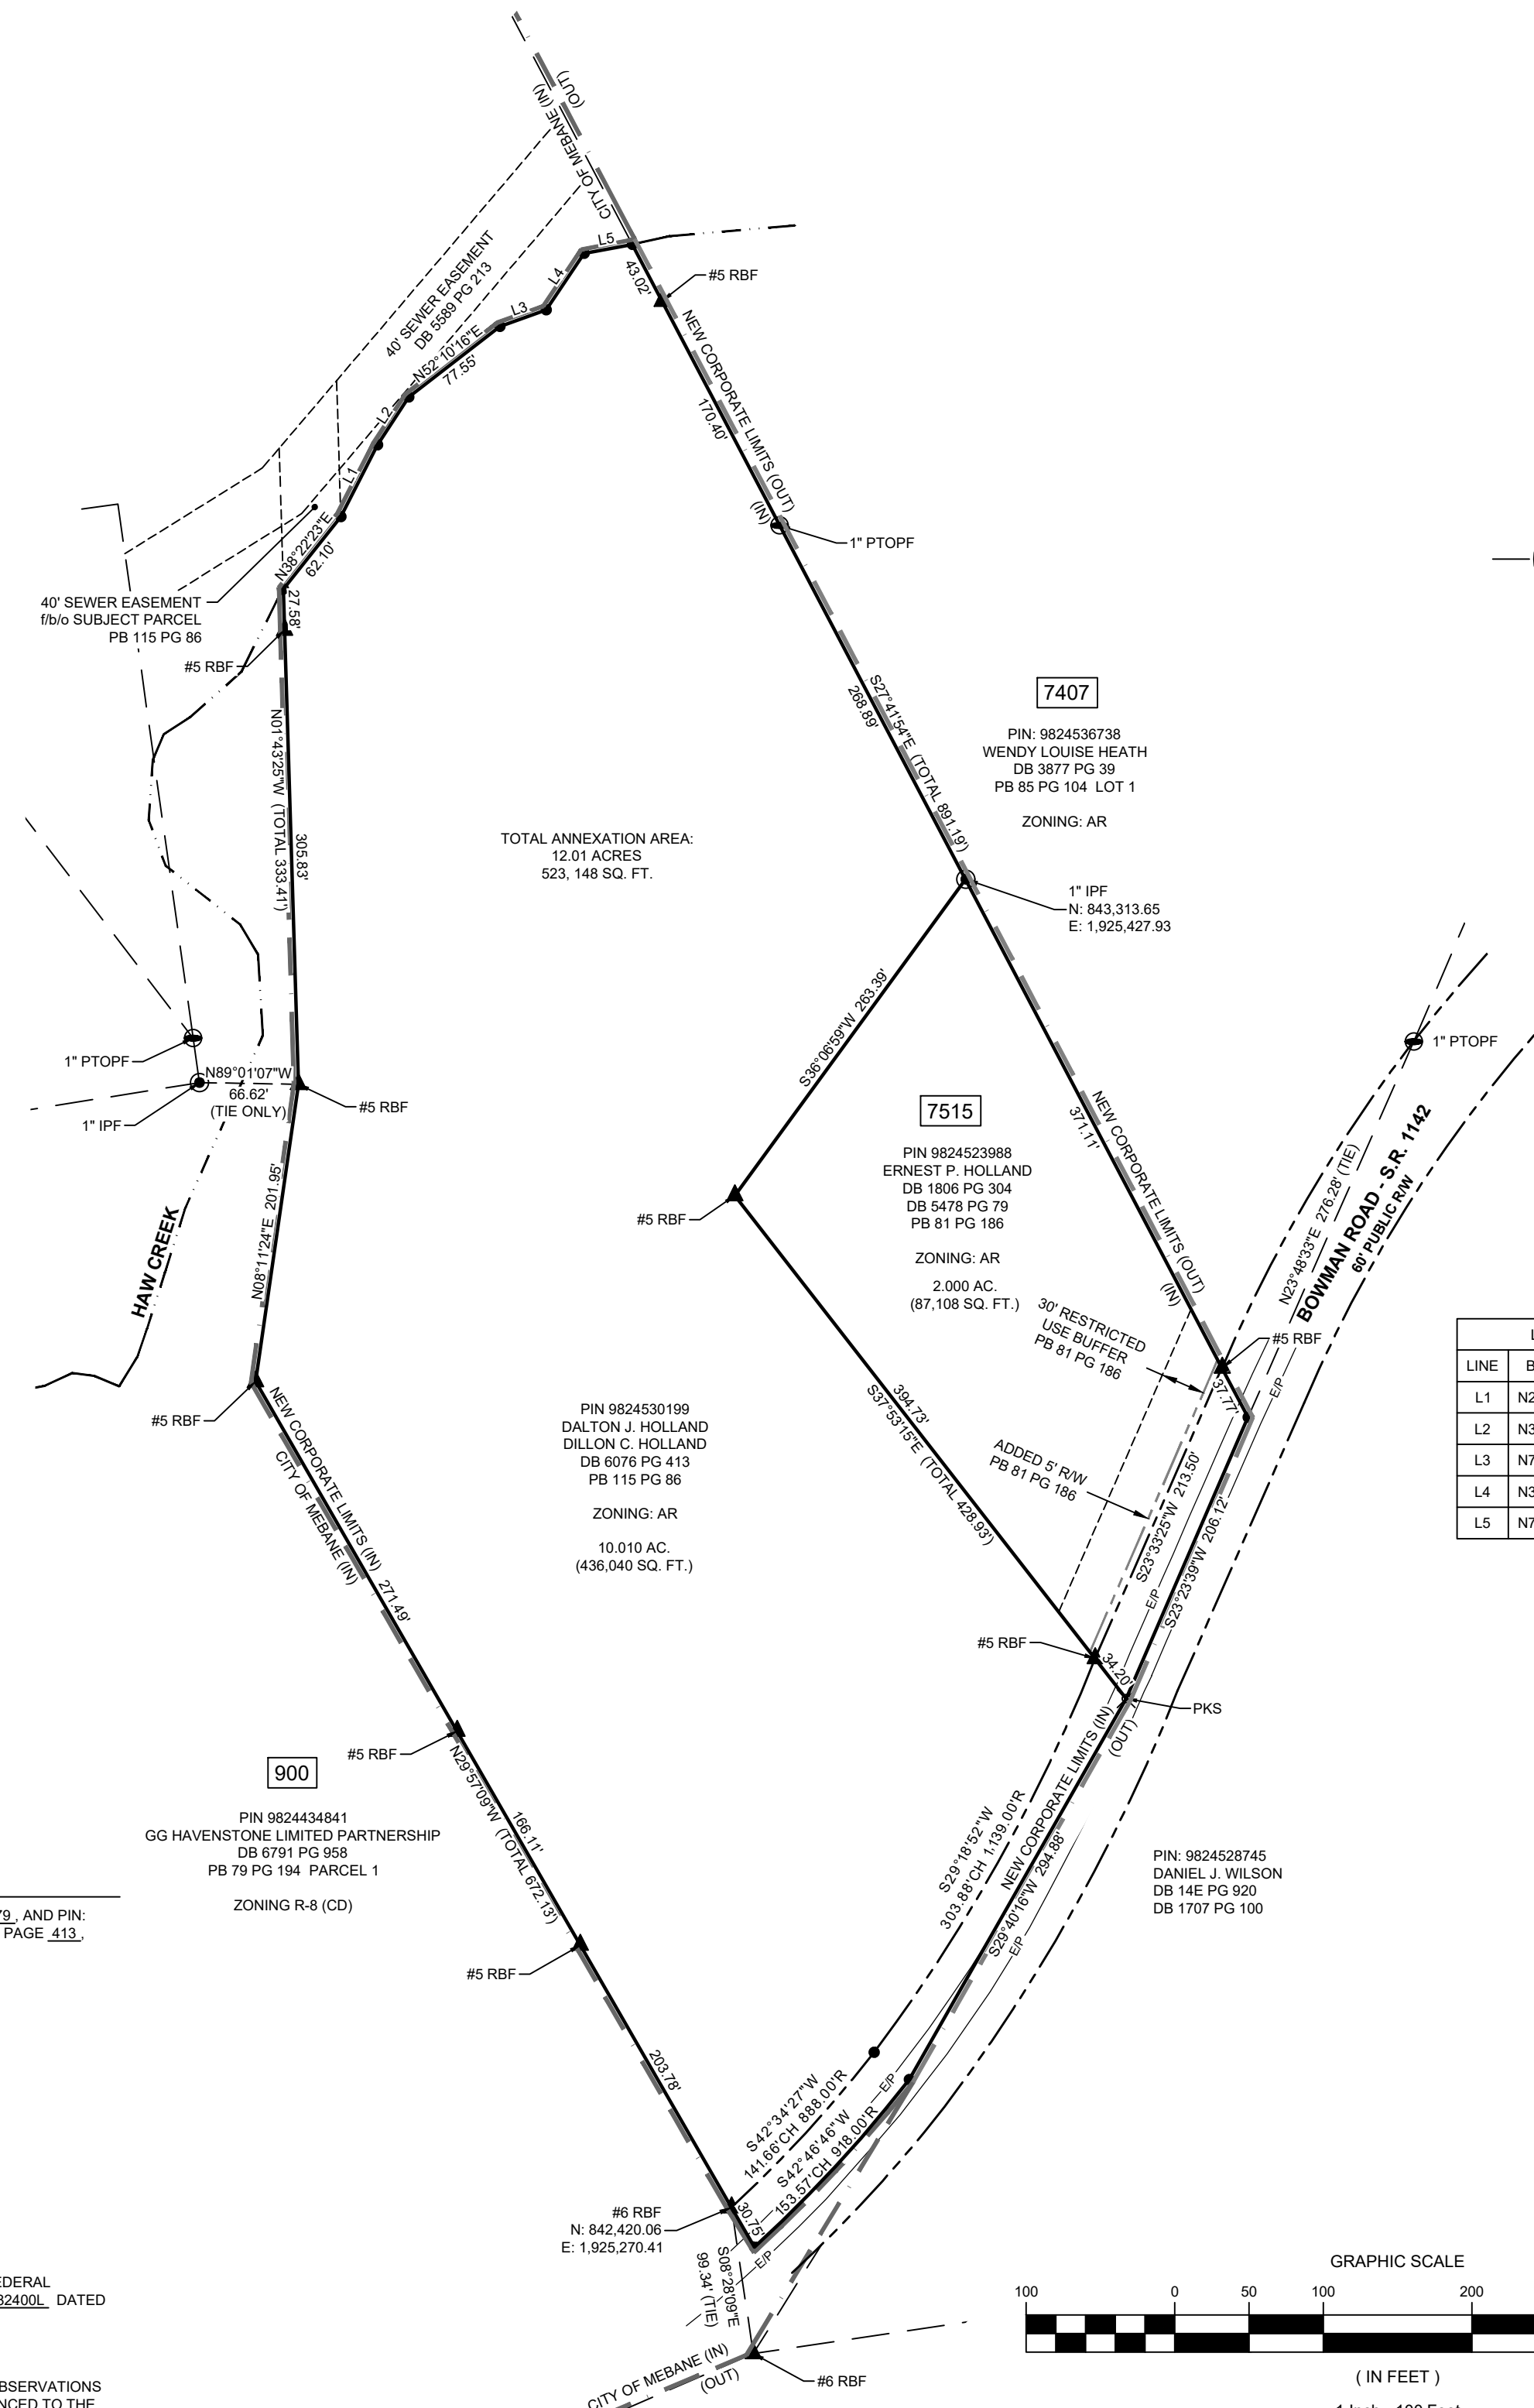 (OUT)
CITY OF MEBANE (IN)
40' SEWER EASEMENT
DB 5589 PG 213
L5
L4
L3
N52°10'16"E
77.55'
L2
L1
43.02'
#5 RBF
NEW CORPORATE LIMITS (OUT)
(IN)
170.40'
1" PTOPF
N38°22'23"E
62.10'
27.58'
40' SEWER EASEMENT
f/b/o SUBJECT PARCEL
PB 115 PG 86
#5 RBF
N01°43'25"W (TOTAL 333.41')
305.83'
S27°41'54"E (TOTAL 891.19')
268.89'
7407
PIN: 9824536738
WENDY LOUISE HEATH
DB 3877 PG 39
PB 85 PG 104 LOT 1
ZONING: AR
TOTAL ANNEXATION AREA:
12.01 ACRES
523, 148 SQ. FT.
1" IPF
N: 843,313.65
E: 1,925,427.93
S36°06'59"W 263.39'
1" PTOPF
1" PTOPF
N89°01'07"W
66.62'
(TIE ONLY)
1" IPF
#5 RBF
7515
PIN 9824523988
ERNEST P. HOLLAND
DB 1806 PG 304
DB 5478 PG 79
PB 81 PG 186
ZONING: AR
2.000 AC.
(87,108 SQ. FT.)
#5 RBF
NEW CORPORATE LIMITS (OUT)
(IN)
371.11'
N23°48'33"E 276.28' (TIE)
BOWMAN ROAD - S.R. 1142
60' PUBLIC R/W
HAW CREEK
N08°11'24"E 201.95'
30' RESTRICTED
USE BUFFER
PB 81 PG 186
#5 RBF
37.77'
E/P
LINE
L1
L2
L3
L4
L5
#5 RBF
NEW CORPORATE LIMITS (IN)
CITY OF MEBANE (IN)
271.49'
PIN 9824530199
DALTON J. HOLLAND
DILLON C. HOLLAND
DB 6076 PG 413
PB 115 PG 86
ZONING: AR
10.010 AC.
(436,040 SQ. FT.)
394.73'
S37°53'15"E (TOTAL 428.93')
ADDED 5' R/W
PB 81 PG 186
S23°33'25"W 213.50'
S23°23'39"W 206.12'
E/P
#5 RBF
34.20'
PKS
#5 RBF
900
PIN 9824434841
GG HAVENSTONE LIMITED PARTNERSHIP
DB 6791 PG 958
PB 79 PG 194 PARCEL 1
ZONING R-8 (CD)
N29°57'09"W (TOTAL 672.13')
166.11'
#5 RBF
NEW CORPORATE LIMITS (IN)
(OUT)
S29°18'52"W
303.88'CH 1,139.00'R
S29°40'16"W 294.88'
E/P
PIN: 9824528745
DANIEL J. WILSON
DB 14E PG 920
DB 1707 PG 100
79 , AND PIN:
PAGE 413 ,
203.78'
S42°34'27"W
141.66'CH 888.00'R
S42°46'46"W
153.57'CH 918.00'R
E/P
#6 RBF
N: 842,420.06
E: 1,925,270.41
30.75'
E/P
S08°28'09"E
99.34' (TIE)
CITY OF MEBANE (IN)
(OUT)
#6 RBF
EDERAL
32400L DATED
BSERVATIONS
NCED TO THE
GRAPHIC SCALE
100 0 50 100 200
( IN FEET )